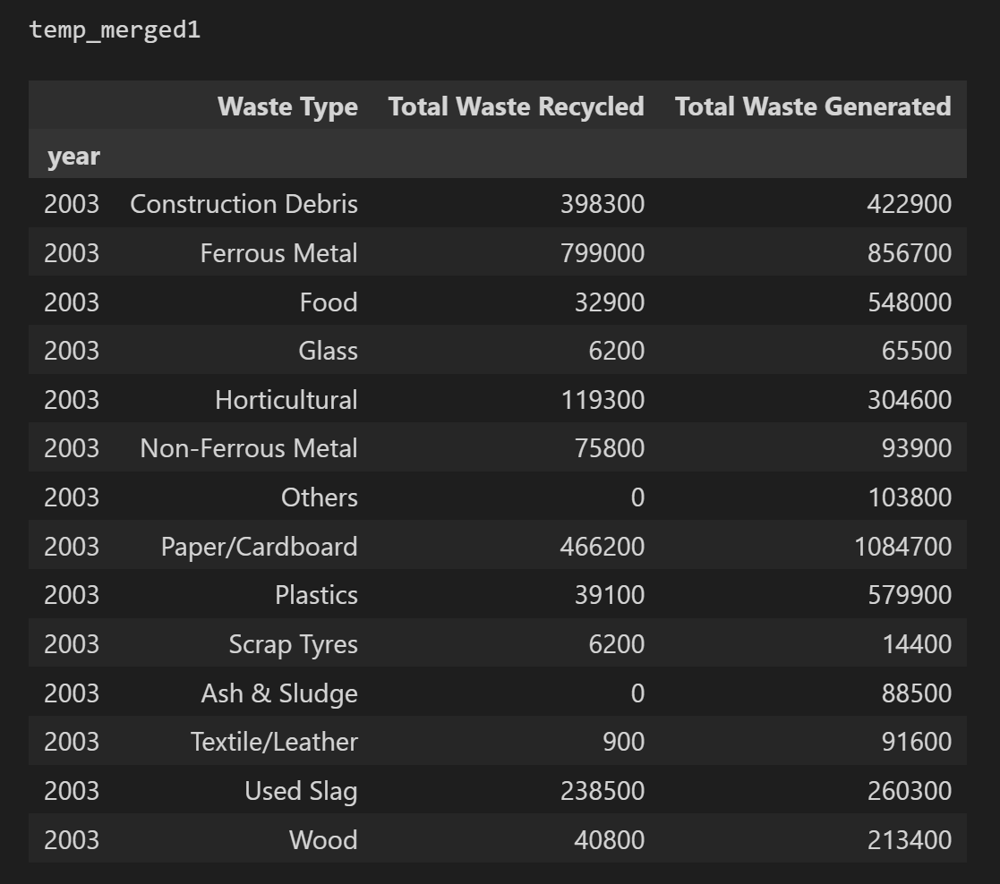 temp_merged1
Waste Type Total Waste Recycled Total Waste Generated
year
2003 Construction Debris 398300 422900
2003 Ferrous Metal 799000 856700
2003 Food 32900 548000
2003 Glass 6200 65500
2003 Horticultural 119300 304600
2003 Non-Ferrous Metal 75800 93900
2003 Others 0 103800
2003 Paper/Cardboard 466200 1084700
2003 Plastics 39100 579900
2003 Scrap Tyres 6200 14400
2003 Ash & Sludge 0 88500
2003 Textile/Leather 900 91600
2003 Used Slag 238500 260300
2003 Wood 40800 213400